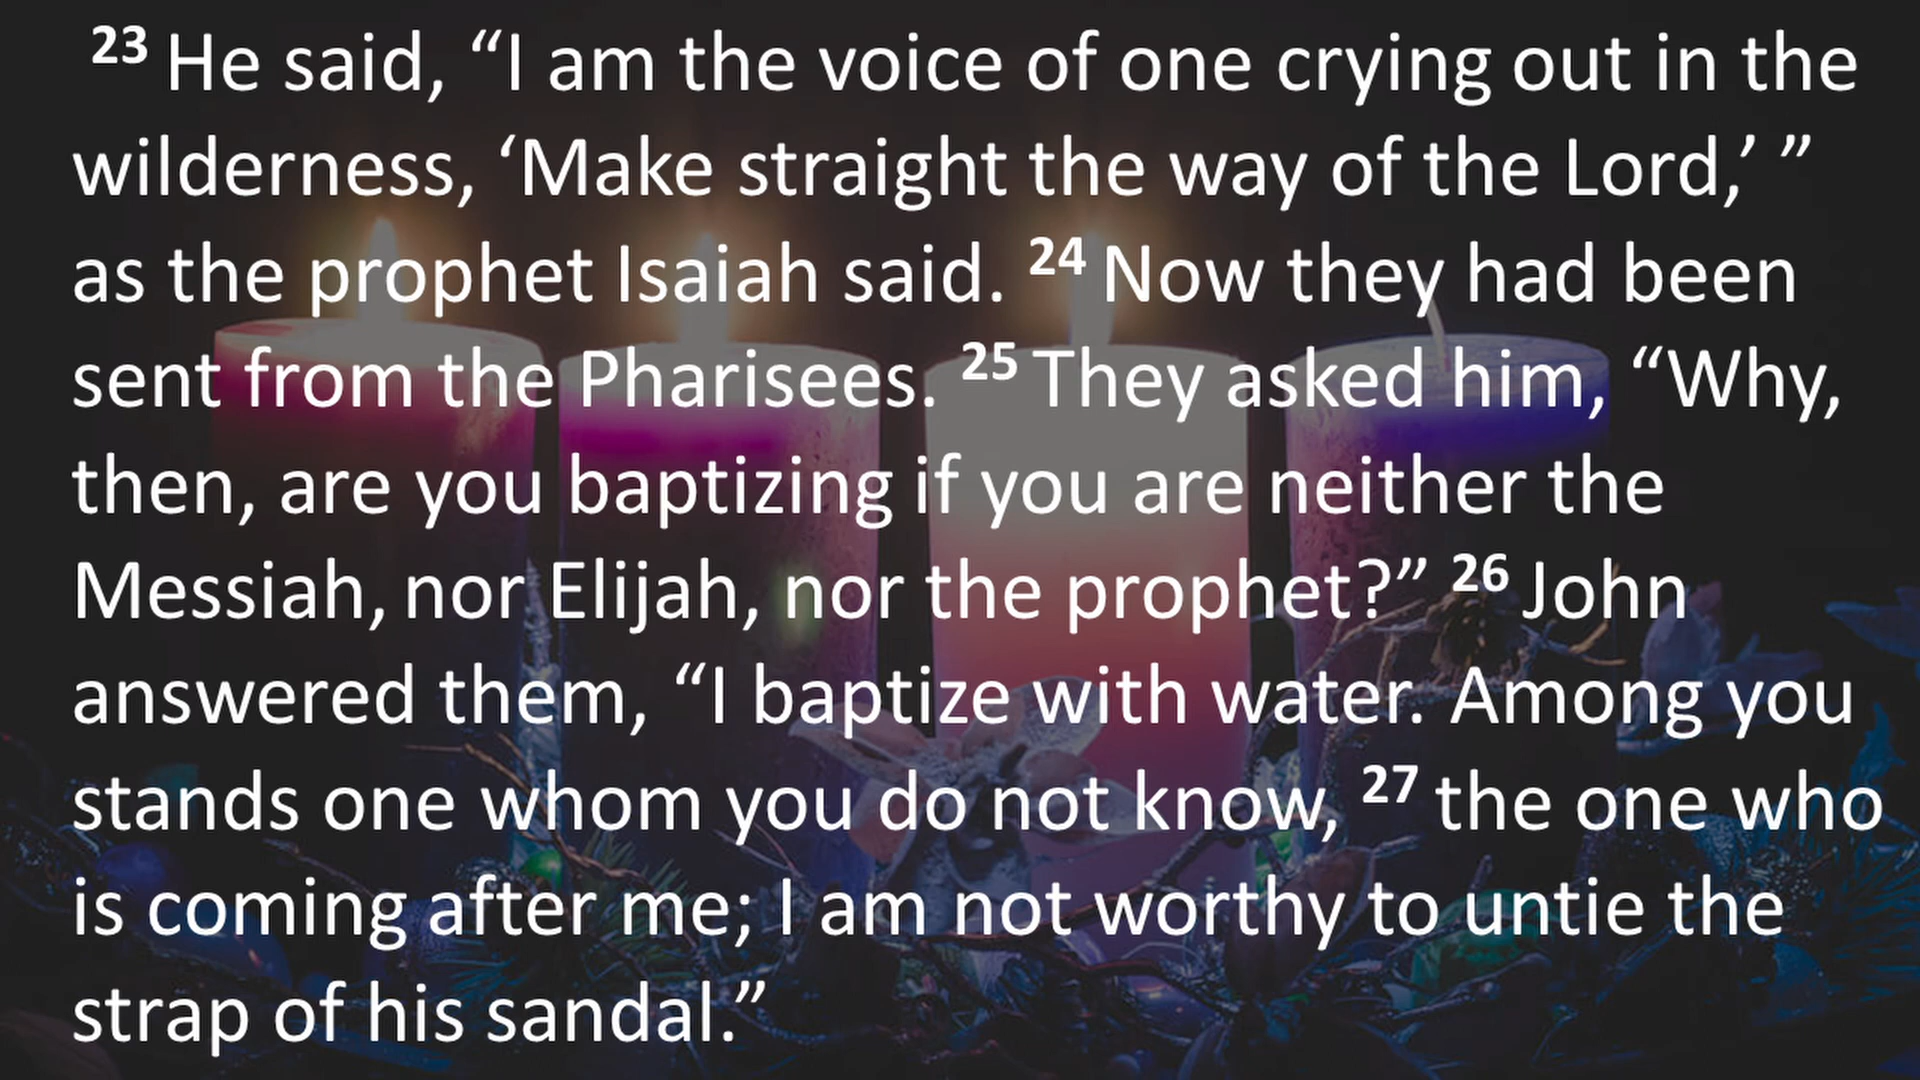 23 He said, “I am the voice of one crying out in the
wilderness, ‘Make straight the way of the Lord,’ ”
as the prophet Isaiah said. 24 Now they had been
sent from the Pharisees. 25 They asked him, “Why,
then, are you baptizing if you are neither the
Messiah, nor Elijah, nor the prophet?” 26 John
answered them, “I baptize with water. Among you
stands one whom you do not know, 27 the one who
is coming after me; I am not worthy to untie the
strap of his sandal.”